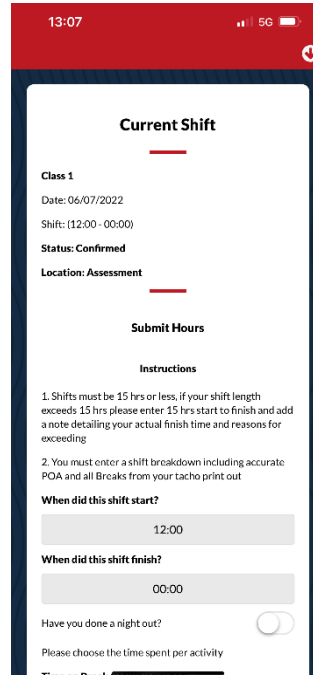 13:07
5G
Current Shift
Class 1
Date: 06/07/2022
Shift: (12:00 - 00:00)
Status: Confirmed
Location: Assessment
Submit Hours
Instructions
1. Shifts must be 15 hrs or less, if your shift length
exceeds 15 hrs please enter 15 hrs start to finish and add
a note detailing your actual finish time and reasons for
exceeding
2. You must enter a shift breakdown including accurate
POA and all Breaks from your tacho print out
When did this shift start?
12:00
When did this shift finish?
00:00
Have you done a night out?
Please choose the time spent per activity